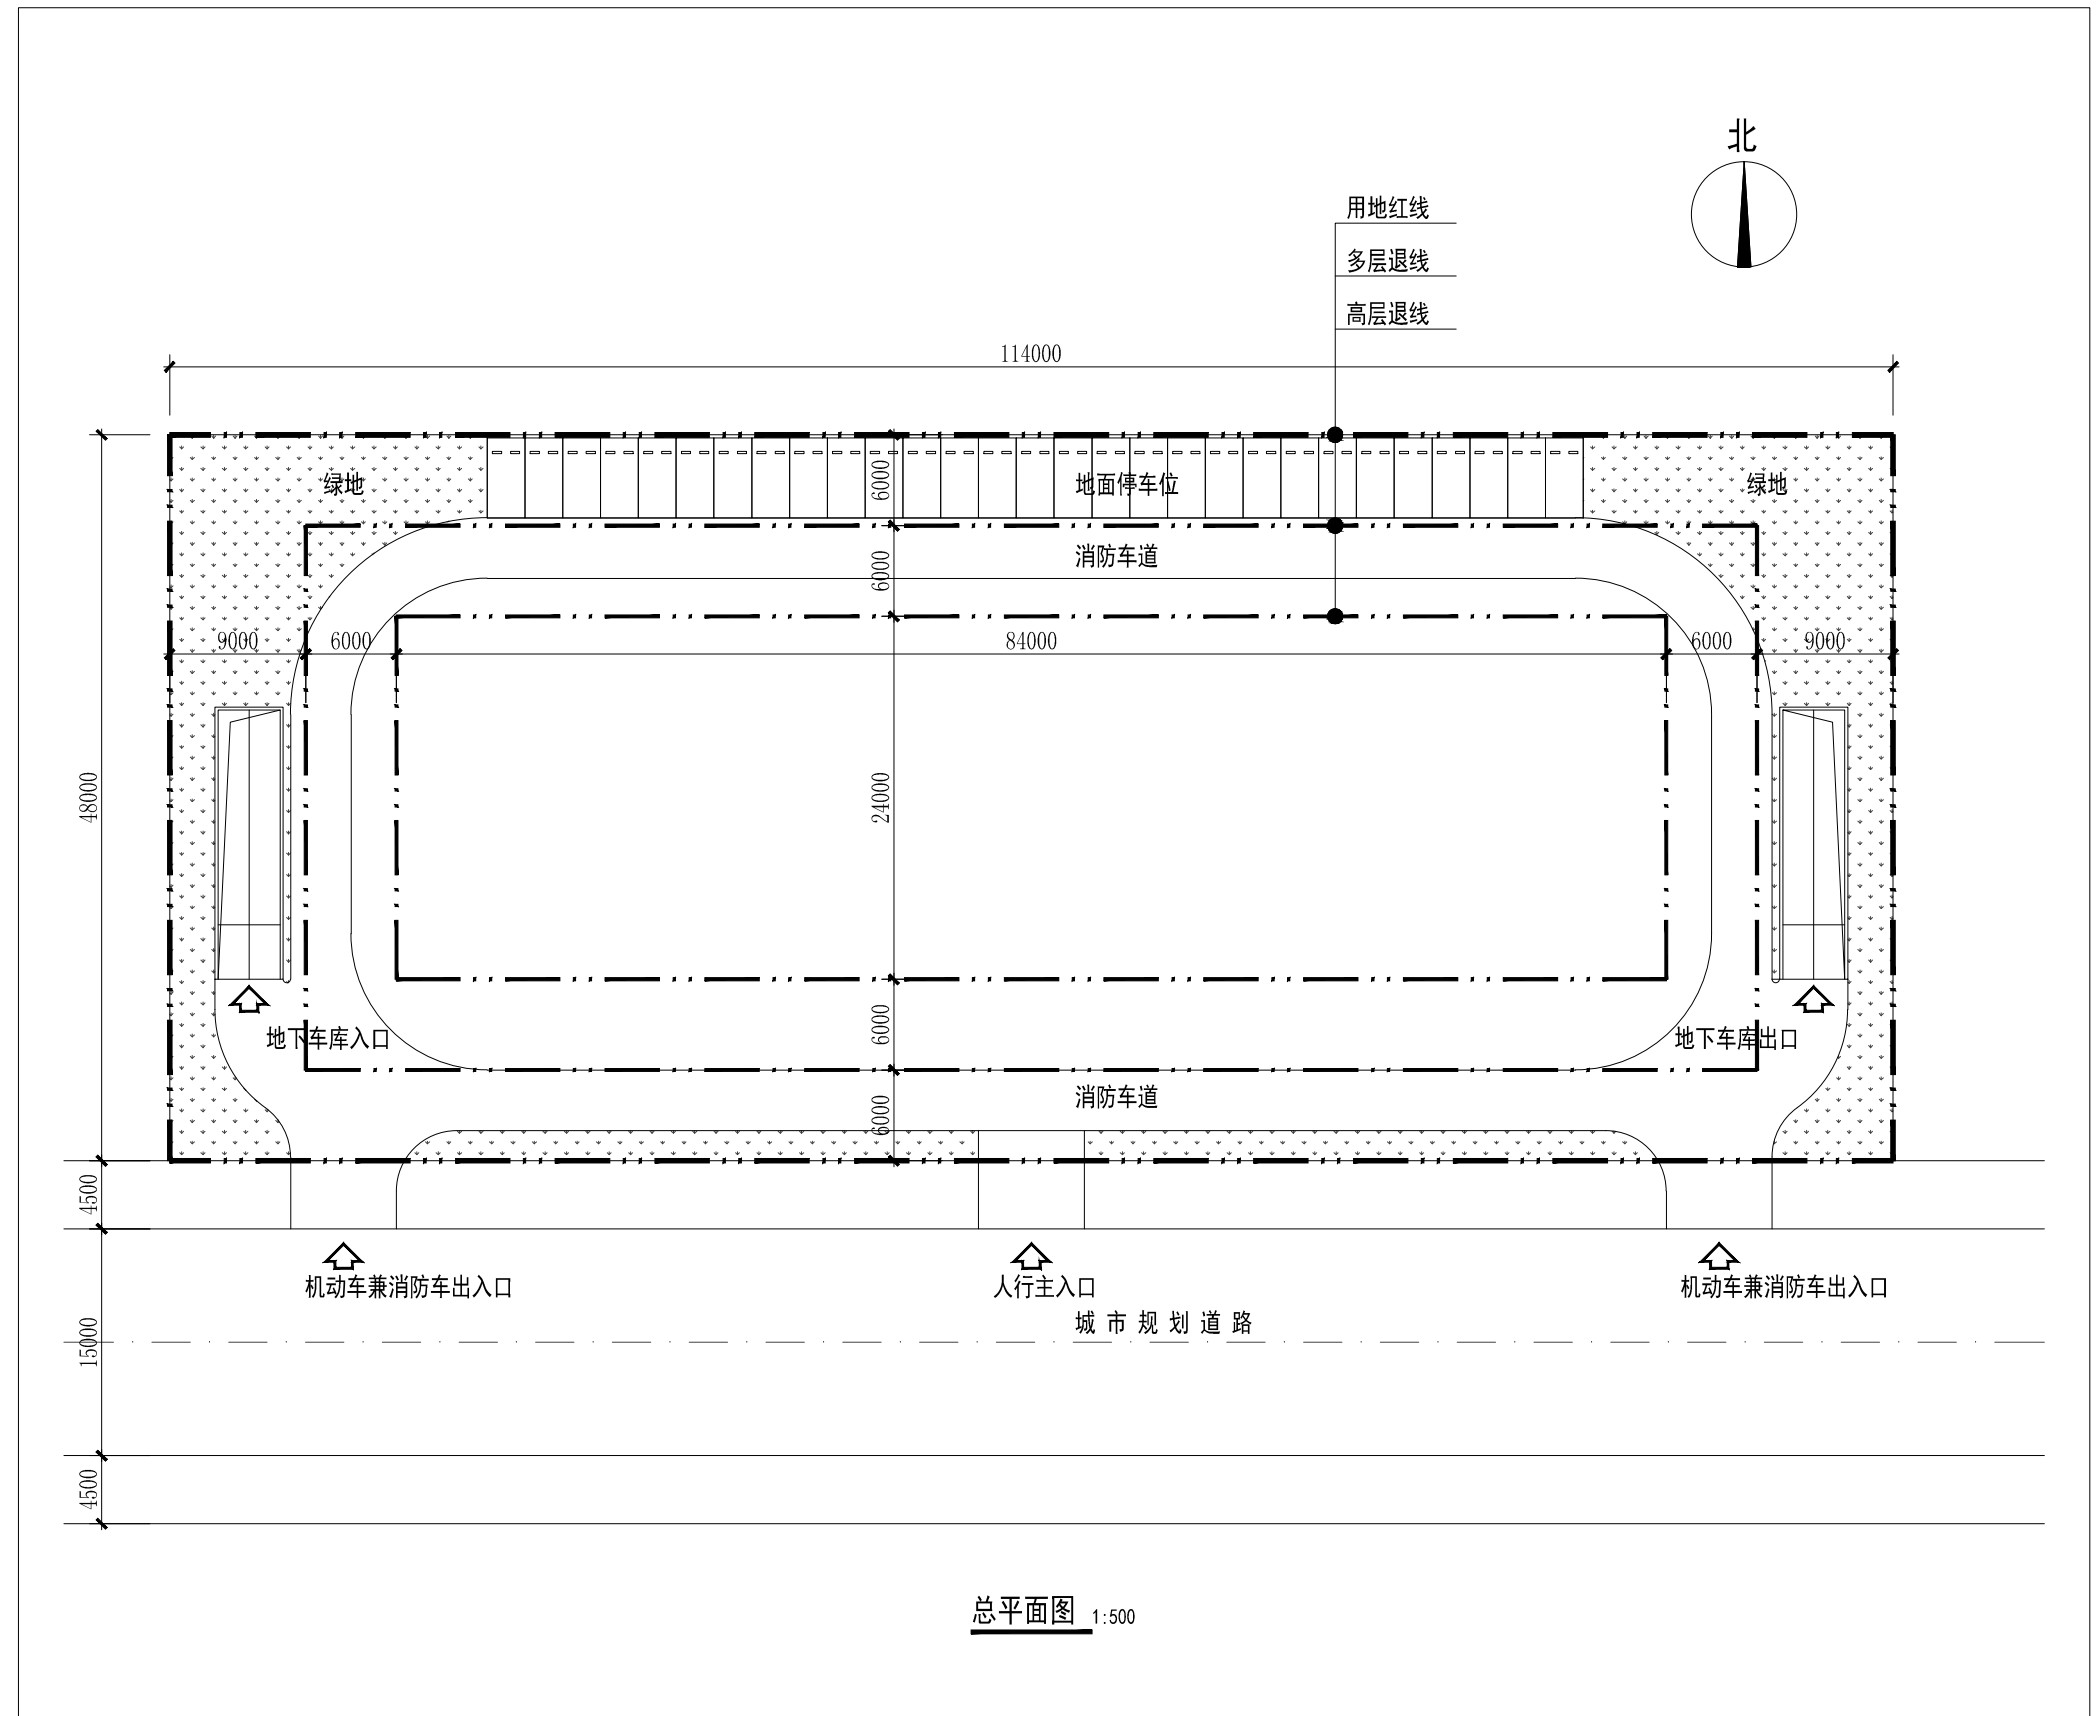 北
用地红线
多层退线
高层退线
114000
绿地
6000
地面停车位
绿地
消防车道
6000
9000
6000
84000
6000
9000
48000
24000
6000
地下车库入口
地下车库出口
消防车道
6000
4500
机动车兼消防车出入口
人行主入口
机动车兼消防车出入口
城市规划道路
15000
4500
总平面图 1:500